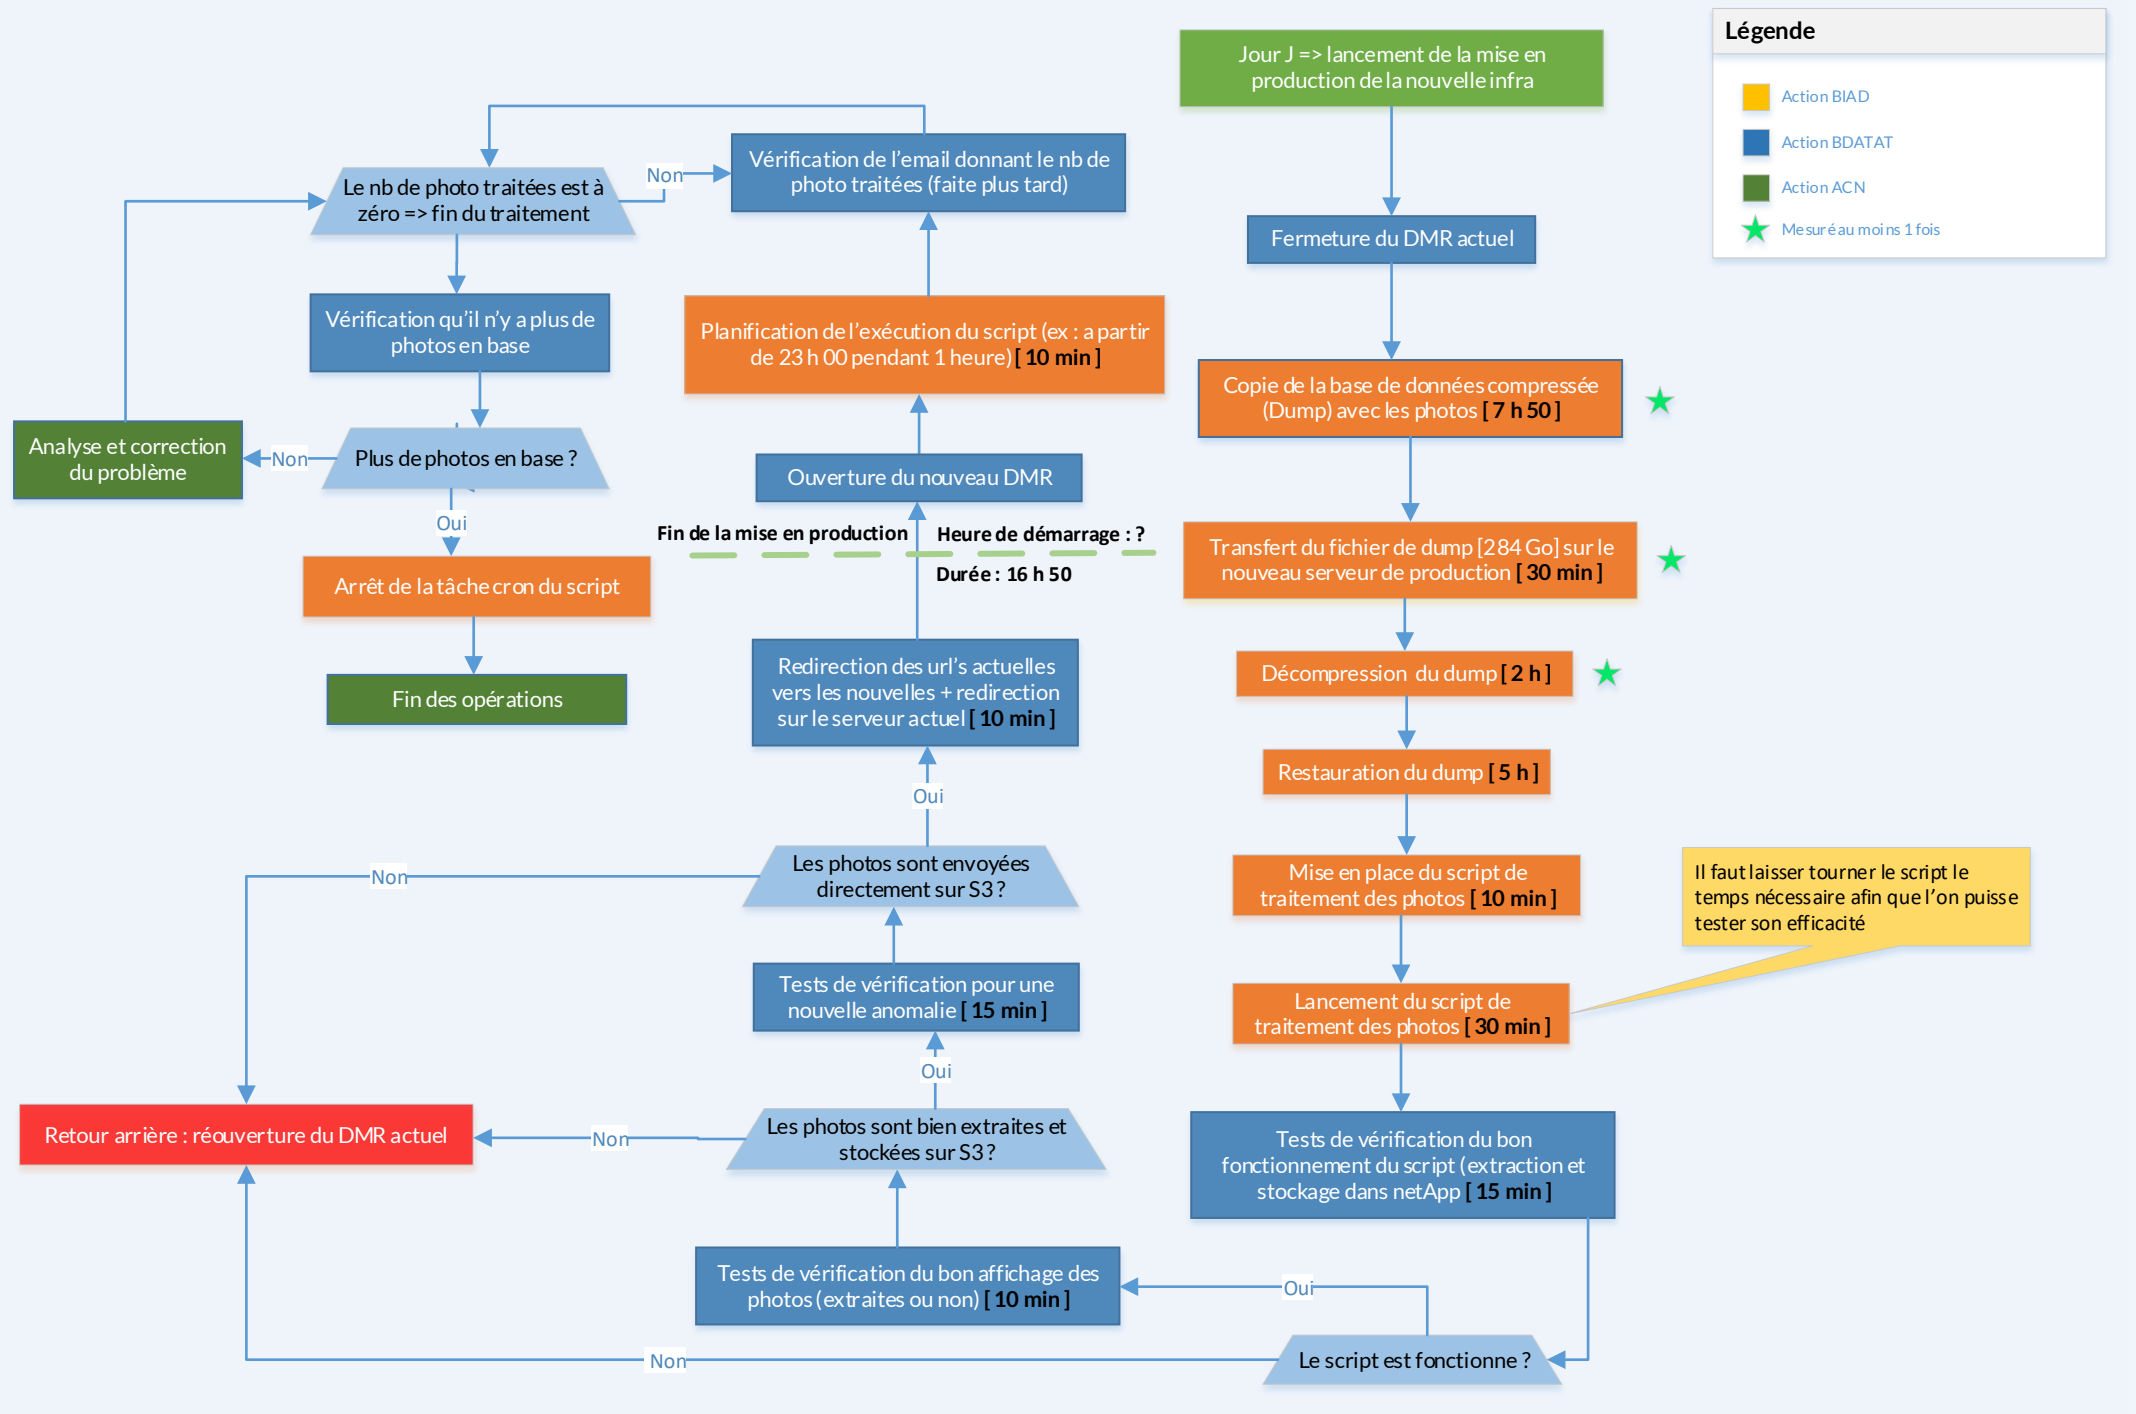 Jour J => lancement de la mise en
production de la nouvelle infra
Légende
Action BIAD
Action BDATAT
Action ACN
Mesuré au moins 1 fois
Fermeture du DMR actuel
Copie de la base de données compressée
(Dump) avec les photos [ 7 h 50 ]
Transfert du fichier de dump [284 Go] sur le
nouveau serveur de production [ 30 min ]
Décompression du dump [ 2 h ]
Restauration du dump [ 5 h ]
Mise en place du script de
traitement des photos [ 10 min ]
Il faut laisser tourner le script le
temps nécessaire afin que l’on puisse
tester son efficacité
Lancement du script de
traitement des photos [ 30 min ]
Tests de vérification du bon
fonctionnement du script (extraction et
stockage dans netApp [ 15 min ]
Le script est fonctionne ?
Oui
Non
Tests de vérification du bon affichage des
photos (extraites ou non) [ 10 min ]
Les photos sont bien extraites et
stockées sur S3 ?
Non
Oui
Retour arrière : réouverture du DMR actuel
Tests de vérification pour une
nouvelle anomalie [ 15 min ]
Les photos sont envoyées
directement sur S3 ?
Non
Oui
Redirection des url’s actuelles
vers les nouvelles + redirection
sur le serveur actuel [ 10 min ]
Fin de la mise en production
Heure de démarrage : ?
Durée : 16 h 50
Ouverture du nouveau DMR
Planification de l’exécution du script (ex : a partir
de 23 h 00 pendant 1 heure) [ 10 min ]
Vérification de l’email donnant le nb de
photo traitées (faite plus tard)
Non
Le nb de photo traitées est à
zéro => fin du traitement
Vérification qu’il n’y a plus de
photos en base
Plus de photos en base ?
Non
Analyse et correction
du problème
Oui
Arrêt de la tâche cron du script
Fin des opérations